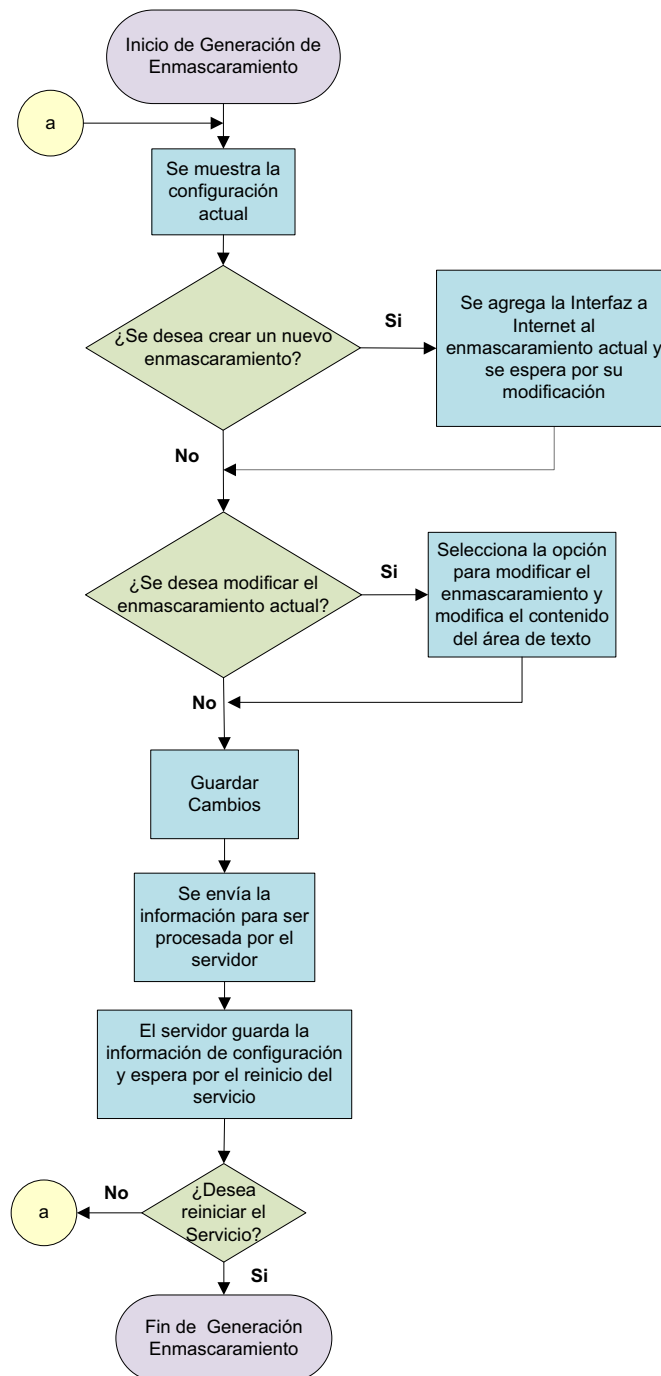 Inicio de Generación de
Enmascaramiento
a
Se muestra la
configuración
actual
¿Se desea crear un nuevo
enmascaramiento?
Si
Se agrega la Interfaz a
Internet al
enmascaramiento actual y
se espera por su
modificación
No
¿Se desea modificar el
enmascaramiento actual?
Si
Selecciona la opción
para modificar el
enmascaramiento y
modifica el contenido
del área de texto
No
Guardar
Cambios
Se envía la
información para ser
procesada por el
servidor
El servidor guarda la
información de configuración
y espera por el reinicio del
servicio
¿Desea
reiniciar el
Servicio?
No
a
Si
Fin de Generación
Enmascaramiento